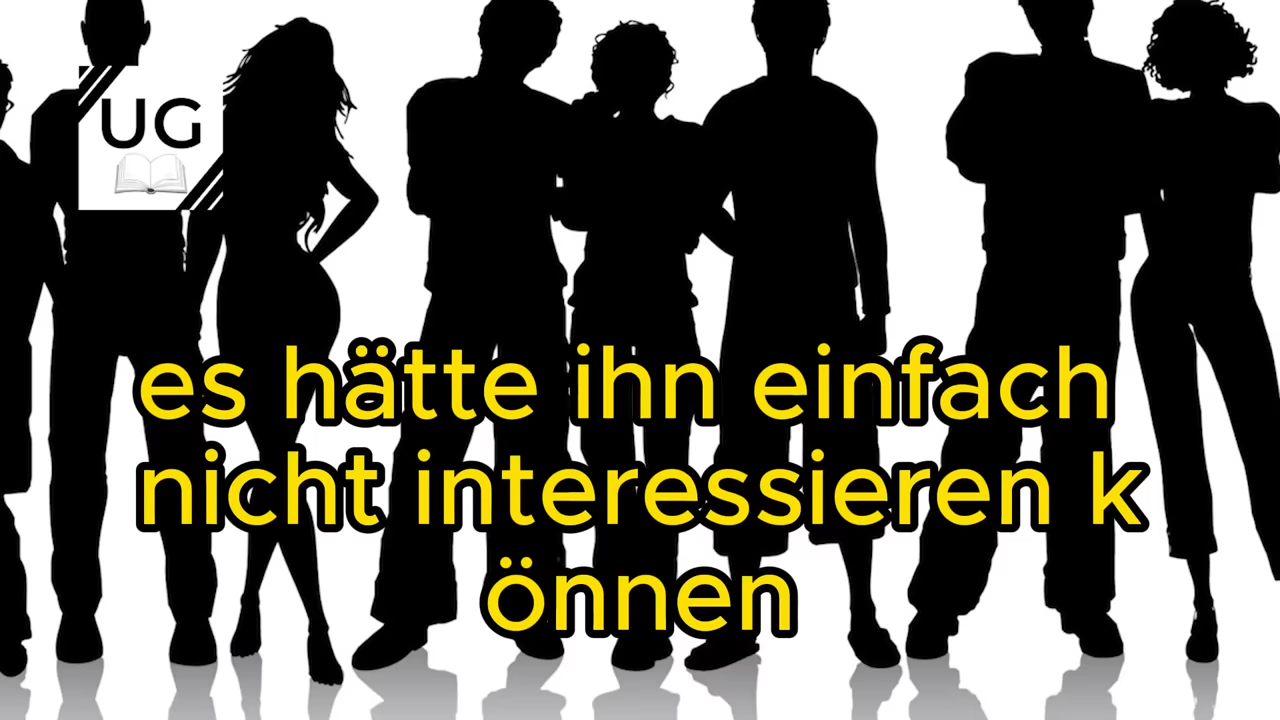 UG
es hätte ihn einfach
nicht interessieren k
önnen